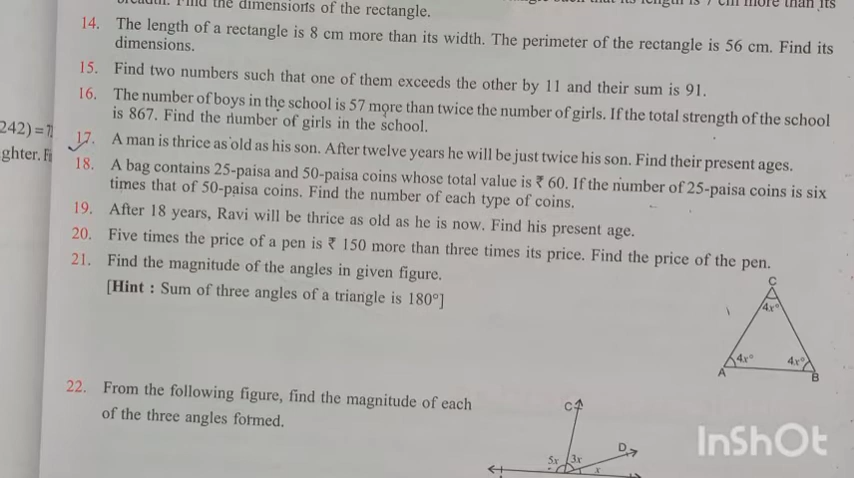 the dimensions of the rectangle.
14. The length of a rectangle is 8 cm more than its width. The perimeter of the rectangle is 56 cm. Find its
dimensions.
15. Find two numbers such that one of them exceeds the other by 11 and their sum is 91.
16. The number of boys in the school is 57 more than twice the number of girls. If the total strength of the school
is 867. Find the number of girls in the school.
242) =
17. A man is thrice as old as his son. After twelve years he will be just twice his son. Find their present ages.
ghter.
18. A bag contains 25-paisa and 50-paisa coins whose total value is ₹ 60. If the number of 25-paisa coins is six
times that of 50-paisa coins. Find the number of each type of coins.
19. After 18 years, Ravi will be thrice as old as he is now. Find his present age.
20. Five times the price of a pen is ₹ 150 more than three times its price. Find the price of the pen.
21. Find the magnitude of the angles in given figure.
[Hint : Sum of three angles of a triangle is 180°]
C
4x°
4x° 4x°
A B
22. From the following figure, find the magnitude of each
of the three angles formed.
C
D
5x 3x x
InShOt